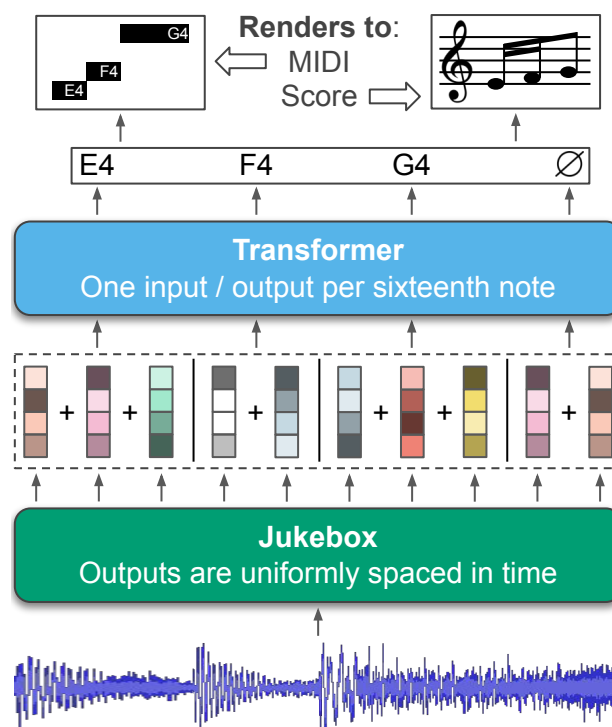 Renders to:
MIDI
Score
G4
F4
E4
E4 F4 G4 ∅
Transformer
One input / output per sixteenth note
+ + + + + +
Jukebox
Outputs are uniformly spaced in time